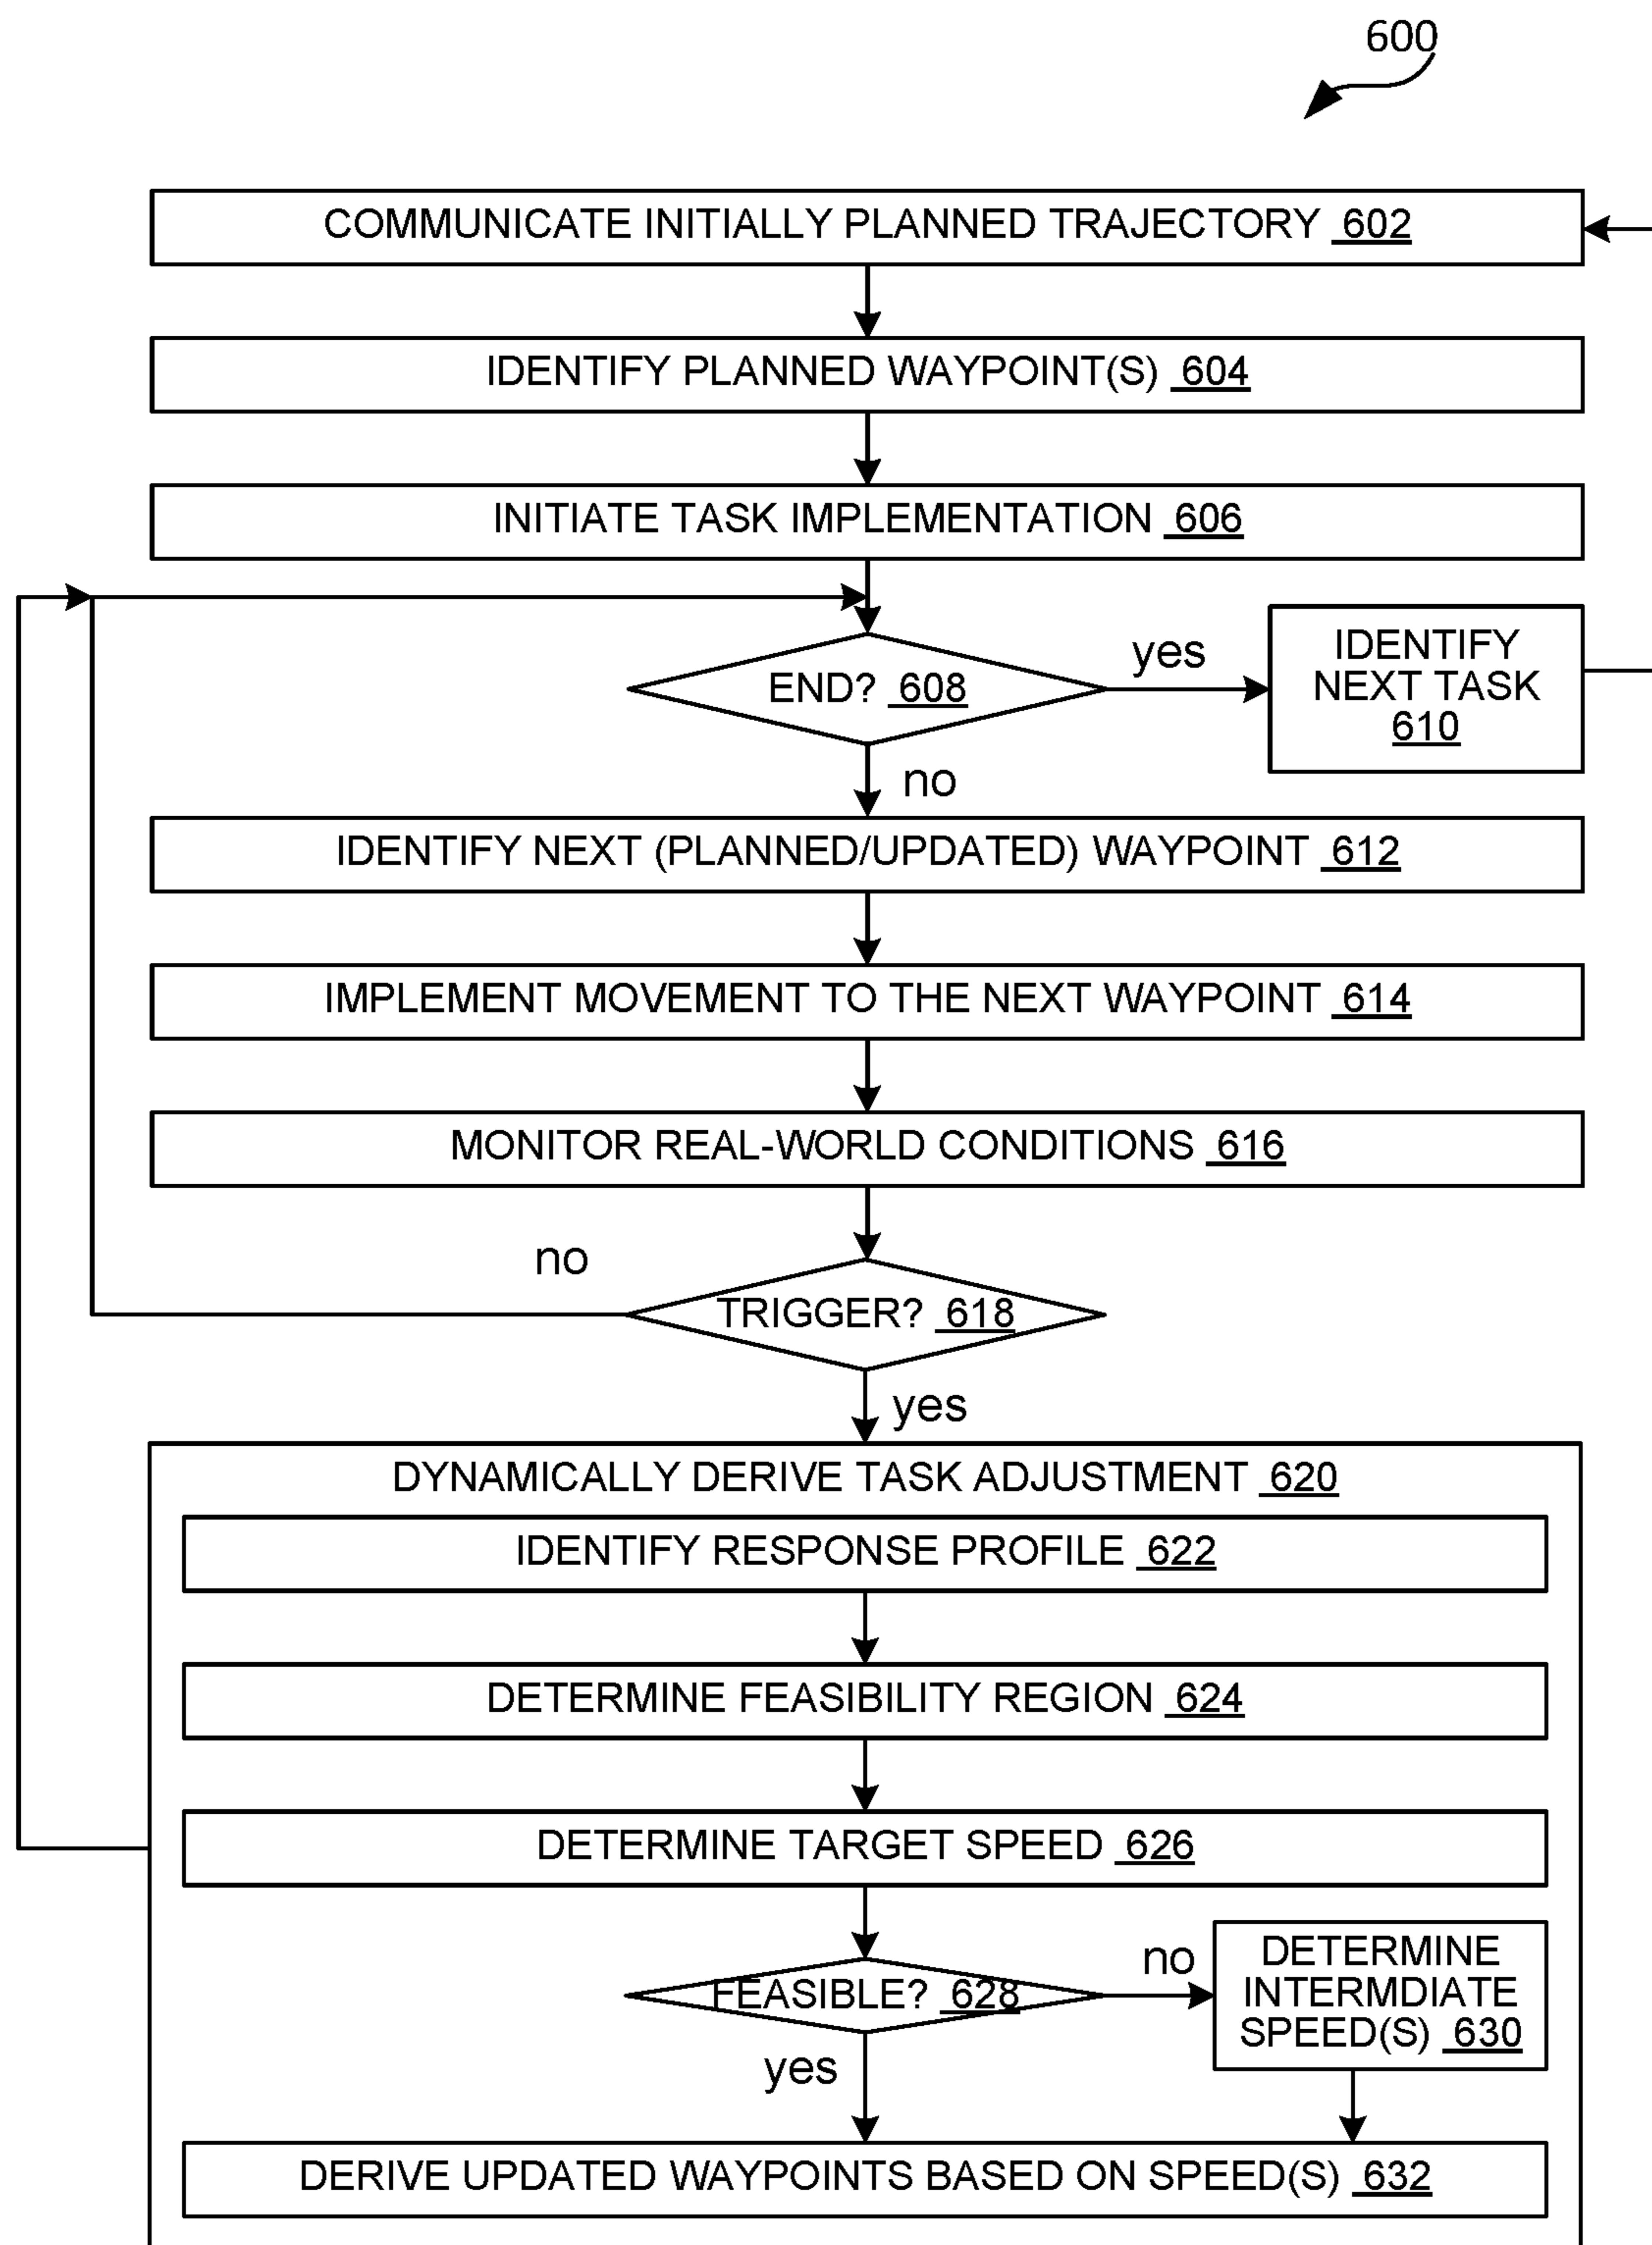 600
COMMUNICATE INITIALLY PLANNED TRAJECTORY 602
IDENTIFY PLANNED WAYPOINT(S) 604
INITIATE TASK IMPLEMENTATION 606
END? 608
yes
IDENTIFY
NEXT TASK
610
no
IDENTIFY NEXT (PLANNED/UPDATED) WAYPOINT 612
IMPLEMENT MOVEMENT TO THE NEXT WAYPOINT 614
MONITOR REAL-WORLD CONDITIONS 616
no
TRIGGER? 618
yes
DYNAMICALLY DERIVE TASK ADJUSTMENT 620
IDENTIFY RESPONSE PROFILE 622
DETERMINE FEASIBILITY REGION 624
DETERMINE TARGET SPEED 626
FEASIBLE? 628
no
DETERMINE
INTERMDIATE
SPEED(S) 630
yes
DERIVE UPDATED WAYPOINTS BASED ON SPEED(S) 632